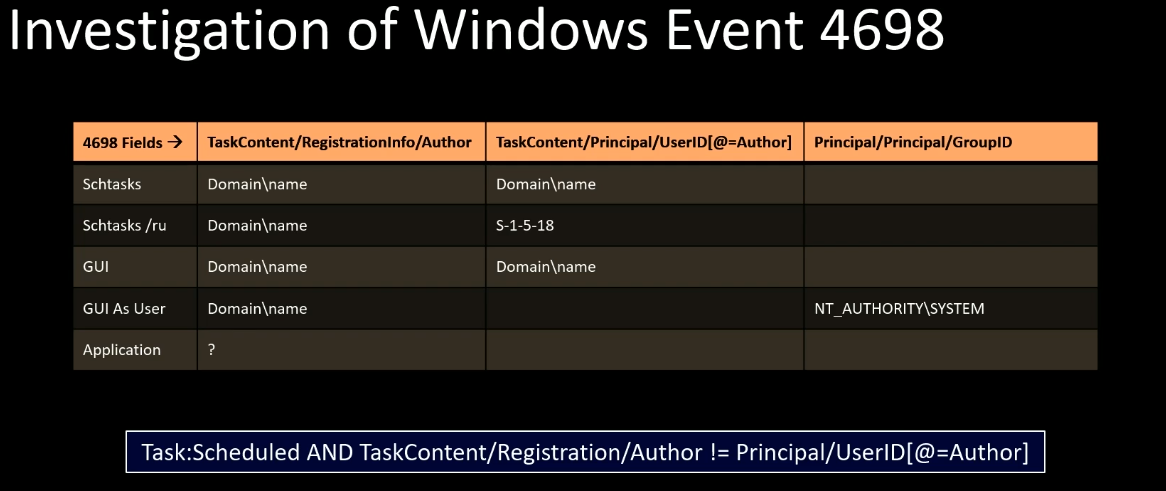 Investigation of Windows Event 4698
4698 Fields → TaskContent/RegistrationInfo/Author TaskContent/Principal/UserID[@=Author] Principal/Principal/GroupID
Schtasks Domain\name Domain\name
Schtasks /ru Domain\name S-1-5-18
GUI Domain\name Domain\name
GUI As User Domain\name NT_AUTHORITY\SYSTEM
Application ?
Task:Scheduled AND TaskContent/Registration/Author != Principal/UserID[@=Author]